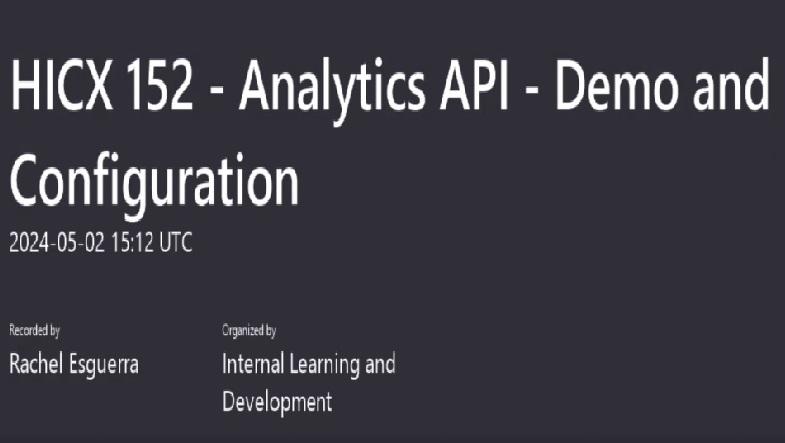 HICX 152 - Analytics API - Demo and
Configuration
2024-05-02 15:12 UTC
Recorded by
Rachel Esguerra
Organized by
Internal Learning and
Development